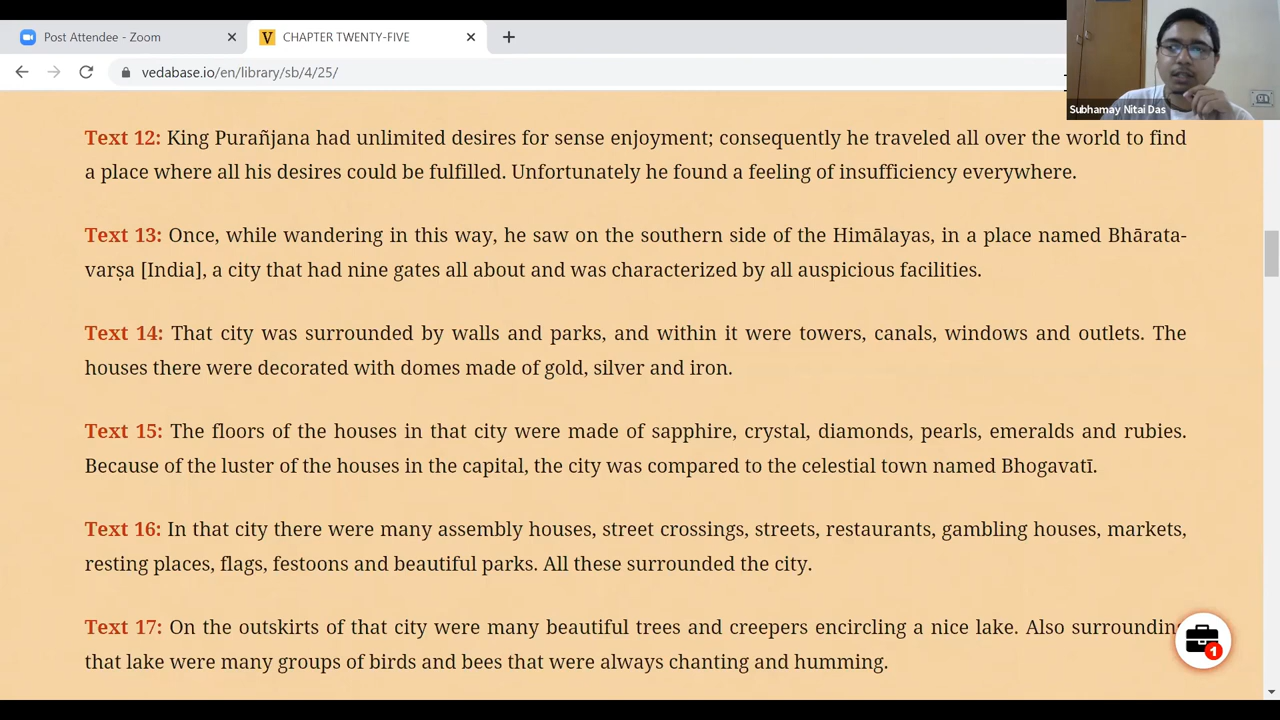 Post Attendee - Zoom
CHAPTER TWENTY-FIVE
vedabase.io/en/library/sb/4/25/
Subhamay Nitai Das
Text 12: King Purañjana had unlimited desires for sense enjoyment; consequently he traveled all over the world to find
a place where all his desires could be fulfilled. Unfortunately he found a feeling of insufficiency everywhere.
Text 13: Once, while wandering in this way, he saw on the southern side of the Himālayas, in a place named Bhārata-
varṣa [India], a city that had nine gates all about and was characterized by all auspicious facilities.
Text 14: That city was surrounded by walls and parks, and within it were towers, canals, windows and outlets. The
houses there were decorated with domes made of gold, silver and iron.
Text 15: The floors of the houses in that city were made of sapphire, crystal, diamonds, pearls, emeralds and rubies.
Because of the luster of the houses in the capital, the city was compared to the celestial town named Bhogavatī.
Text 16: In that city there were many assembly houses, street crossings, streets, restaurants, gambling houses, markets,
resting places, flags, festoons and beautiful parks. All these surrounded the city.
Text 17: On the outskirts of that city were many beautiful trees and creepers encircling a nice lake. Also surrounding
that lake were many groups of birds and bees that were always chanting and humming.
1